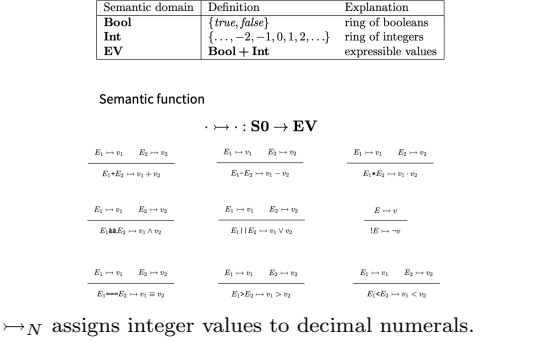 Semantic domain Definition Explanation
Bool {true, false} ring of booleans
Int {…, −2, −1, 0, 1, 2, …} ring of integers
EV Bool + Int expressible values
Semantic function
· ↣ · : S0 → EV
E₁ ↣ v₁ E₂ ↣ v₂ E₁ ↣ v₁ E₂ ↣ v₂ E₁ ↣ v₁ E₂ ↣ v₂
E₁+E₂ ↣ v₁ + v₂ E₁-E₂ ↣ v₁ − v₂ E₁*E₂ ↣ v₁ · v₂
E₁ ↣ v₁ E₂ ↣ v₂ E₁ ↣ v₁ E₂ ↣ v₂ E ↣ v
E₁&&E₂ ↣ v₁ ∧ v₂ E₁||E₂ ↣ v₁ ∨ v₂ !E ↣ ¬v
E₁ ↣ v₁ E₂ ↣ v₂ E₁ ↣ v₁ E₂ ↣ v₂ E₁ ↣ v₁ E₂ ↣ v₂
E₁===E₂ ↣ v₁ ≡ v₂ E₁>E₂ ↣ v₁ > v₂ E₁<E₂ ↣ v₁ < v₂
↣_N assigns integer values to decimal numerals.